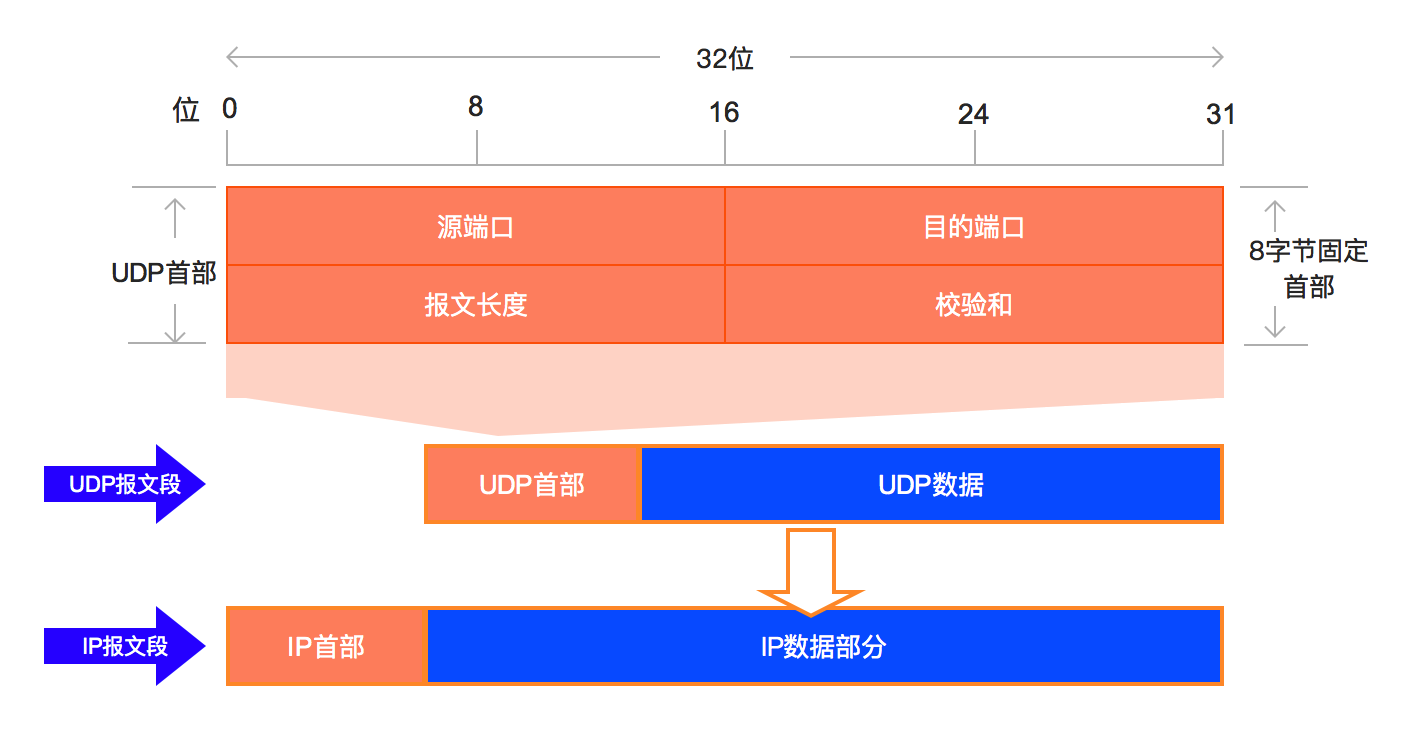 32位
位 0 8 16 24 31
源端口 目的端口
UDP首部
8字节固定
首部
报文长度 校验和
UDP报文段 UDP首部 UDP数据
IP报文段 IP首部 IP数据部分